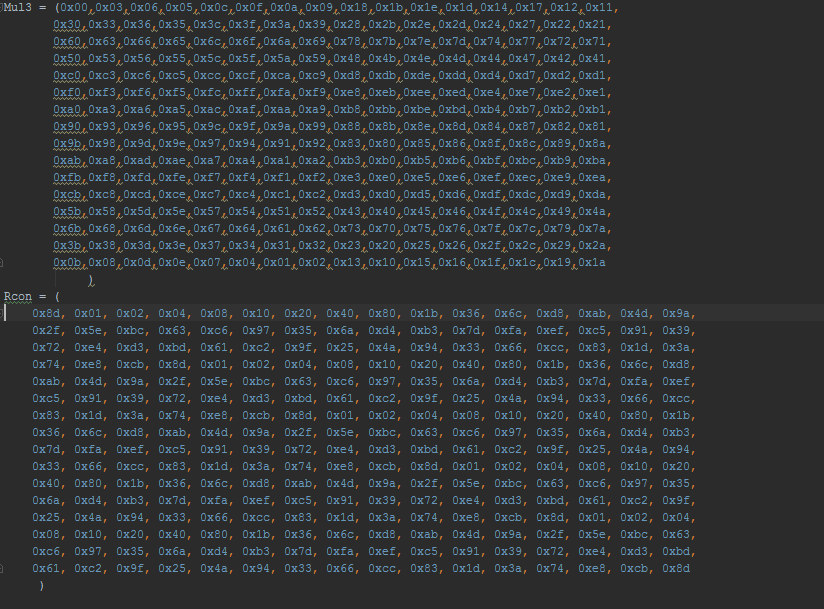 Mul3 = (0x00,0x03,0x06,0x05,0x0c,0x0f,0x0a,0x09,0x18,0x1b,0x1e,0x1d,0x14,0x17,0x12,0x11,
0x30,0x33,0x36,0x35,0x3c,0x3f,0x3a,0x39,0x28,0x2b,0x2e,0x2d,0x24,0x27,0x22,0x21,
0x60,0x63,0x66,0x65,0x6c,0x6f,0x6a,0x69,0x78,0x7b,0x7e,0x7d,0x74,0x77,0x72,0x71,
0x50,0x53,0x56,0x55,0x5c,0x5f,0x5a,0x59,0x48,0x4b,0x4e,0x4d,0x44,0x47,0x42,0x41,
0xc0,0xc3,0xc6,0xc5,0xcc,0xcf,0xca,0xc9,0xd8,0xdb,0xde,0xdd,0xd4,0xd7,0xd2,0xd1,
0xf0,0xf3,0xf6,0xf5,0xfc,0xff,0xfa,0xf9,0xe8,0xeb,0xee,0xed,0xe4,0xe7,0xe2,0xe1,
0xa0,0xa3,0xa6,0xa5,0xac,0xaf,0xaa,0xa9,0xb8,0xbb,0xbe,0xbd,0xb4,0xb7,0xb2,0xb1,
0x90,0x93,0x96,0x95,0x9c,0x9f,0x9a,0x99,0x88,0x8b,0x8e,0x8d,0x84,0x87,0x82,0x81,
0x9b,0x98,0x9d,0x9e,0x97,0x94,0x91,0x92,0x83,0x80,0x85,0x86,0x8f,0x8c,0x89,0x8a,
0xab,0xa8,0xad,0xae,0xa7,0xa4,0xa1,0xa2,0xb3,0xb0,0xb5,0xb6,0xbf,0xbc,0xb9,0xba,
0xfb,0xf8,0xfd,0xfe,0xf7,0xf4,0xf1,0xf2,0xe3,0xe0,0xe5,0xe6,0xef,0xec,0xe9,0xea,
0xcb,0xc8,0xcd,0xce,0xc7,0xc4,0xc1,0xc2,0xd3,0xd0,0xd5,0xd6,0xdf,0xdc,0xd9,0xda,
0x5b,0x58,0x5d,0x5e,0x57,0x54,0x51,0x52,0x43,0x40,0x45,0x46,0x4f,0x4c,0x49,0x4a,
0x6b,0x68,0x6d,0x6e,0x67,0x64,0x61,0x62,0x73,0x70,0x75,0x76,0x7f,0x7c,0x79,0x7a,
0x3b,0x38,0x3d,0x3e,0x37,0x34,0x31,0x32,0x23,0x20,0x25,0x26,0x2f,0x2c,0x29,0x2a,
0x0b,0x08,0x0d,0x0e,0x07,0x04,0x01,0x02,0x13,0x10,0x15,0x16,0x1f,0x1c,0x19,0x1a
)
Rcon = (
0x8d, 0x01, 0x02, 0x04, 0x08, 0x10, 0x20, 0x40, 0x80, 0x1b, 0x36, 0x6c, 0xd8, 0xab, 0x4d, 0x9a,
0x2f, 0x5e, 0xbc, 0x63, 0xc6, 0x97, 0x35, 0x6a, 0xd4, 0xb3, 0x7d, 0xfa, 0xef, 0xc5, 0x91, 0x39,
0x72, 0xe4, 0xd3, 0xbd, 0x61, 0xc2, 0x9f, 0x25, 0x4a, 0x94, 0x33, 0x66, 0xcc, 0x83, 0x1d, 0x3a,
0x74, 0xe8, 0xcb, 0x8d, 0x01, 0x02, 0x04, 0x08, 0x10, 0x20, 0x40, 0x80, 0x1b, 0x36, 0x6c, 0xd8,
0xab, 0x4d, 0x9a, 0x2f, 0x5e, 0xbc, 0x63, 0xc6, 0x97, 0x35, 0x6a, 0xd4, 0xb3, 0x7d, 0xfa, 0xef,
0xc5, 0x91, 0x39, 0x72, 0xe4, 0xd3, 0xbd, 0x61, 0xc2, 0x9f, 0x25, 0x4a, 0x94, 0x33, 0x66, 0xcc,
0x83, 0x1d, 0x3a, 0x74, 0xe8, 0xcb, 0x8d, 0x01, 0x02, 0x04, 0x08, 0x10, 0x20, 0x40, 0x80, 0x1b,
0x36, 0x6c, 0xd8, 0xab, 0x4d, 0x9a, 0x2f, 0x5e, 0xbc, 0x63, 0xc6, 0x97, 0x35, 0x6a, 0xd4, 0xb3,
0x7d, 0xfa, 0xef, 0xc5, 0x91, 0x39, 0x72, 0xe4, 0xd3, 0xbd, 0x61, 0xc2, 0x9f, 0x25, 0x4a, 0x94,
0x33, 0x66, 0xcc, 0x83, 0x1d, 0x3a, 0x74, 0xe8, 0xcb, 0x8d, 0x01, 0x02, 0x04, 0x08, 0x10, 0x20,
0x40, 0x80, 0x1b, 0x36, 0x6c, 0xd8, 0xab, 0x4d, 0x9a, 0x2f, 0x5e, 0xbc, 0x63, 0xc6, 0x97, 0x35,
0x6a, 0xd4, 0xb3, 0x7d, 0xfa, 0xef, 0xc5, 0x91, 0x39, 0x72, 0xe4, 0xd3, 0xbd, 0x61, 0xc2, 0x9f,
0x25, 0x4a, 0x94, 0x33, 0x66, 0xcc, 0x83, 0x1d, 0x3a, 0x74, 0xe8, 0xcb, 0x8d, 0x01, 0x02, 0x04,
0x08, 0x10, 0x20, 0x40, 0x80, 0x1b, 0x36, 0x6c, 0xd8, 0xab, 0x4d, 0x9a, 0x2f, 0x5e, 0xbc, 0x63,
0xc6, 0x97, 0x35, 0x6a, 0xd4, 0xb3, 0x7d, 0xfa, 0xef, 0xc5, 0x91, 0x39, 0x72, 0xe4, 0xd3, 0xbd,
0x61, 0xc2, 0x9f, 0x25, 0x4a, 0x94, 0x33, 0x66, 0xcc, 0x83, 0x1d, 0x3a, 0x74, 0xe8, 0xcb, 0x8d
)